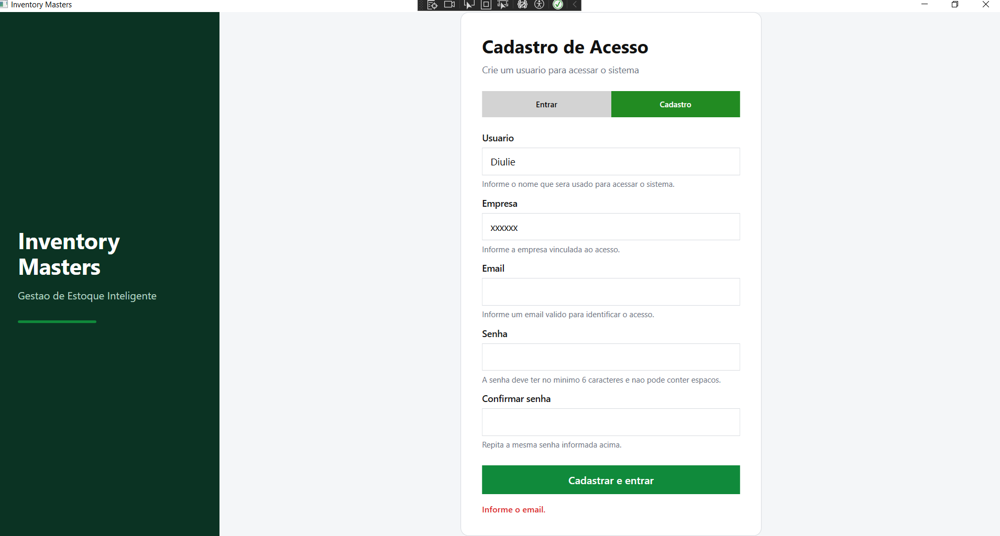 Inventory Masters
Inventory
Masters
Gestao de Estoque Inteligente
Cadastro de Acesso
Crie um usuario para acessar o sistema
Entrar
Cadastro
Usuario
Diulie
Informe o nome que sera usado para acessar o sistema.
Empresa
xxxxxx
Informe a empresa vinculada ao acesso.
Email
Informe um email valido para identificar o acesso.
Senha
A senha deve ter no minimo 6 caracteres e nao pode conter espacos.
Confirmar senha
Repita a mesma senha informada acima.
Cadastrar e entrar
Informe o email.